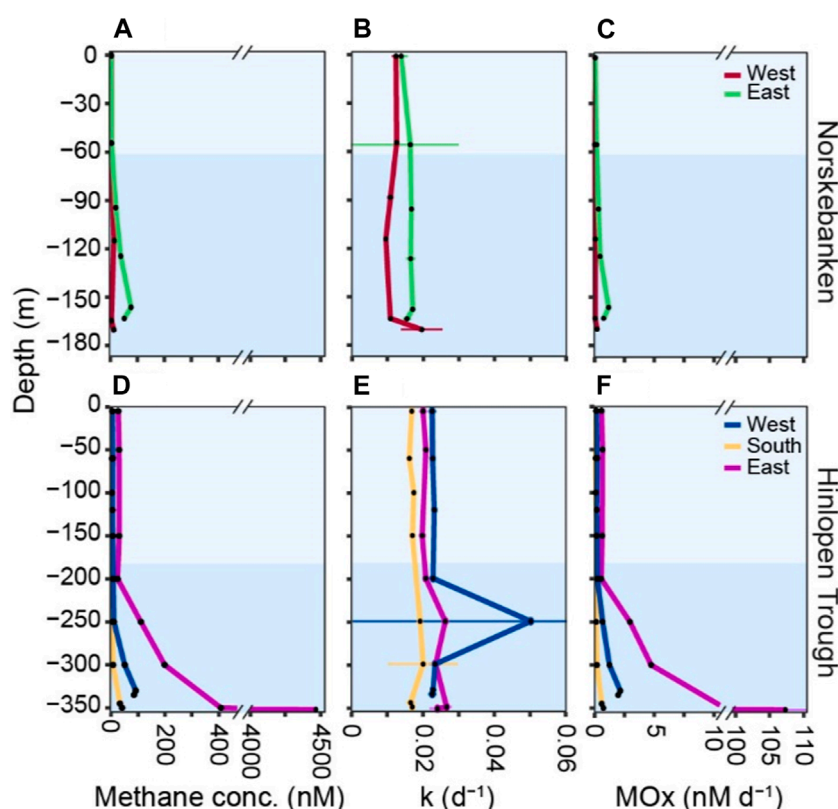 A
B
C
0
−30
−60
−90
−120
−150
−180
West
East
Norskebanken
Depth (m)
D
E
F
0
−50
−100
−150
−200
−250
−300
−350
West
South
East
Hinlopen Trough
0 200 400 4000 4500
0 0.02 0.04 0.06
0 5 10 100 105 110
Methane conc. (nM)
k (d⁻¹)
MOx (nM d⁻¹)